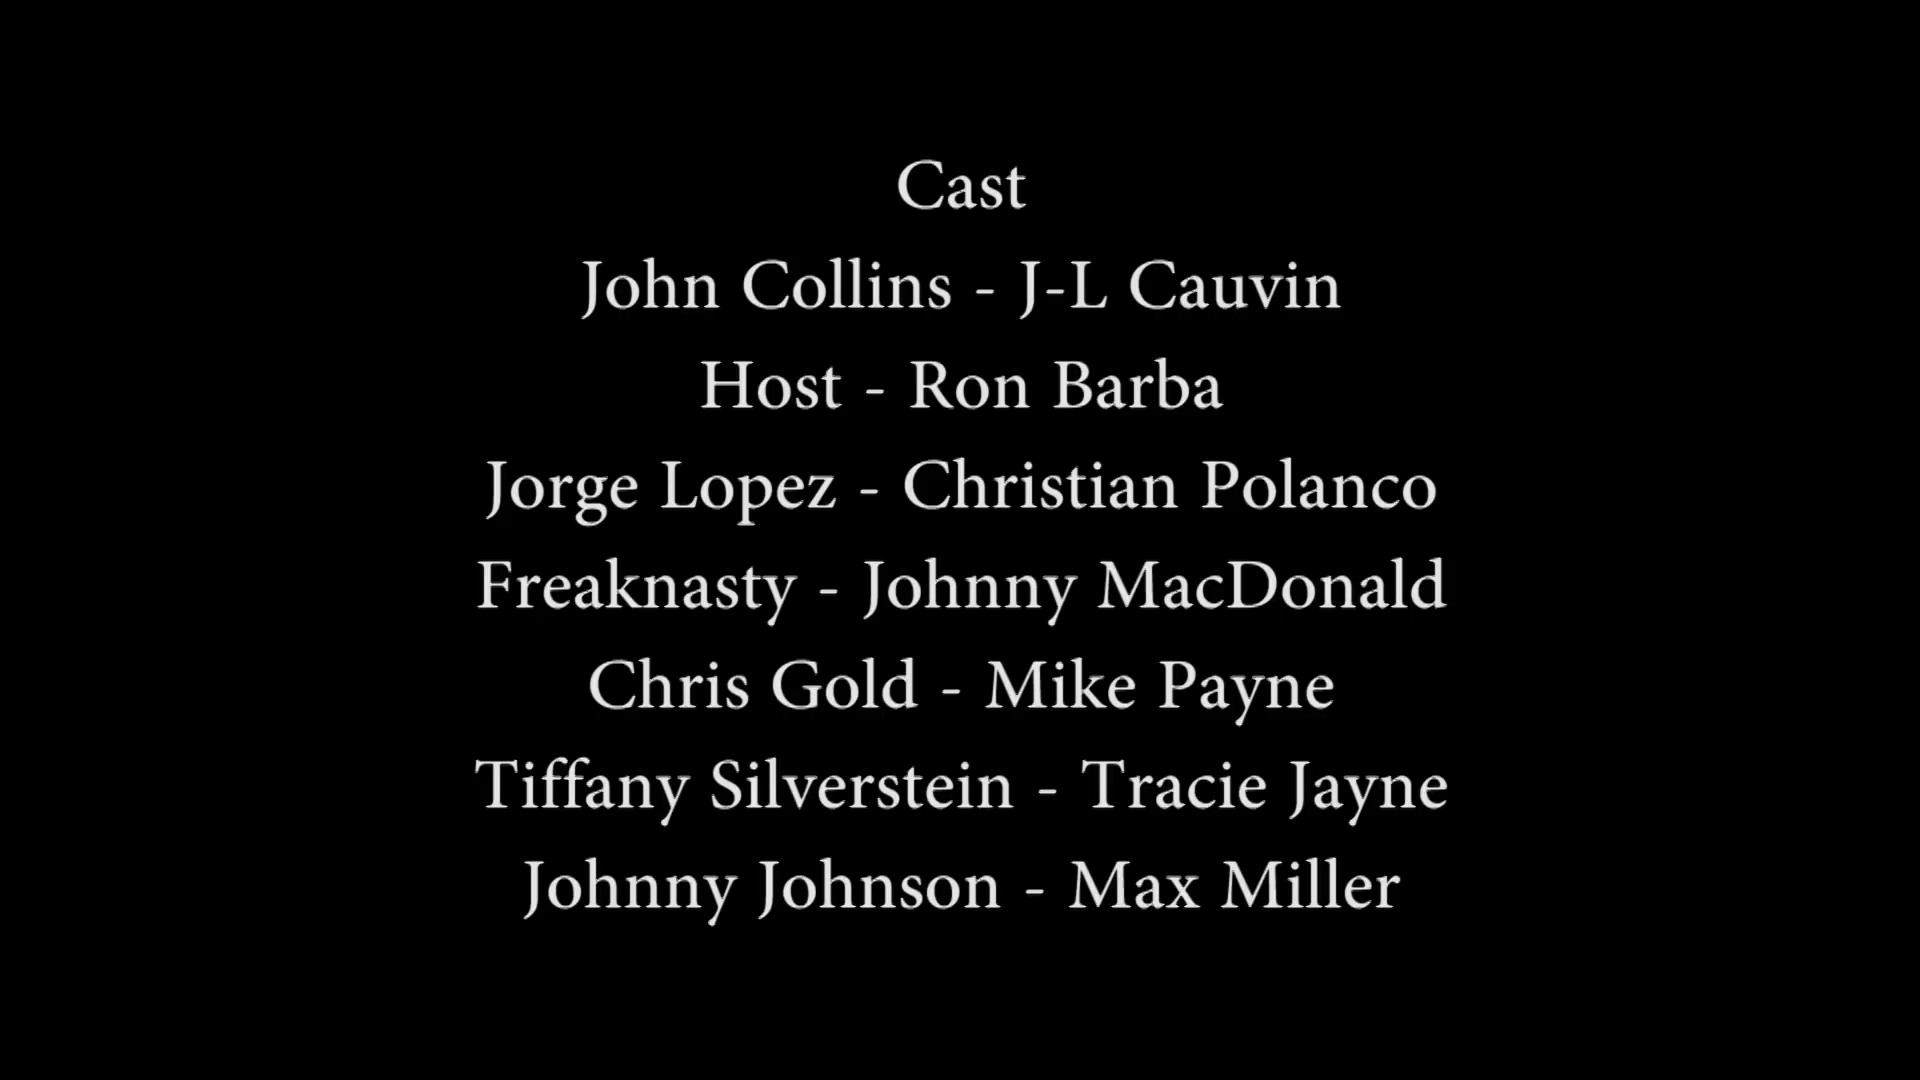 Cast
John Collins - J-L Cauvin
Host - Ron Barba
Jorge Lopez - Christian Polanco
Freaknasty - Johnny MacDonald
Chris Gold - Mike Payne
Tiffany Silverstein - Tracie Jayne
Johnny Johnson - Max Miller